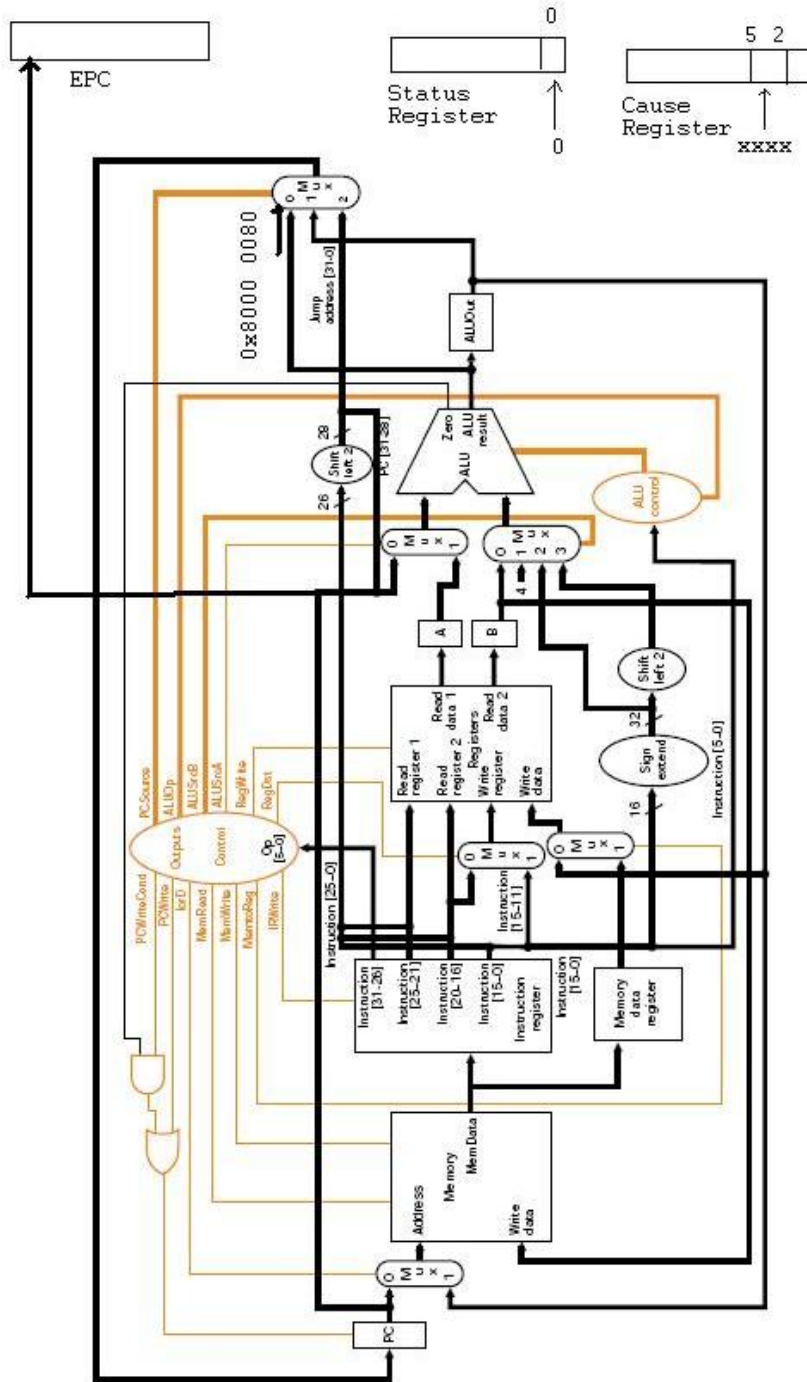 0
5 2
EPC
Status
Register
0
Cause
Register
xxxx
0x8000 0080
0
M
u
x
1
2
Jump
address [31-0]
ALUOut
28
Shift
left 2
26
PC [31-28]
Zero
ALU
ALU
result
ALU
control
0
M
u
x
1
0
1
M
u
x
2
3
4
A
B
PCSource
ALUOp
ALUSrcB
ALUSrcA
RegWrite
RegDst
Outputs
Control
Op
[5-0]
PCWriteCond
PCWrite
IorD
MemRead
MemWrite
MemtoReg
IRWrite
Read
register 1
Read
register 2
Registers
Write
register
Write
data
Read
data 1
Read
data 2
Shift
left 2
32
Sign
extend
16
Instruction [5-0]
0
M
u
x
1
0
M
u
x
1
Instruction [25-0]
Instruction
[15-11]
Instruction
[31-26]
Instruction
[25-21]
Instruction
[20-16]
Instruction
[15-0]
Instruction
register
Instruction
[15-0]
Memory
data
register
Address
Memory
MemData
Write
data
0
M
u
x
1
PC